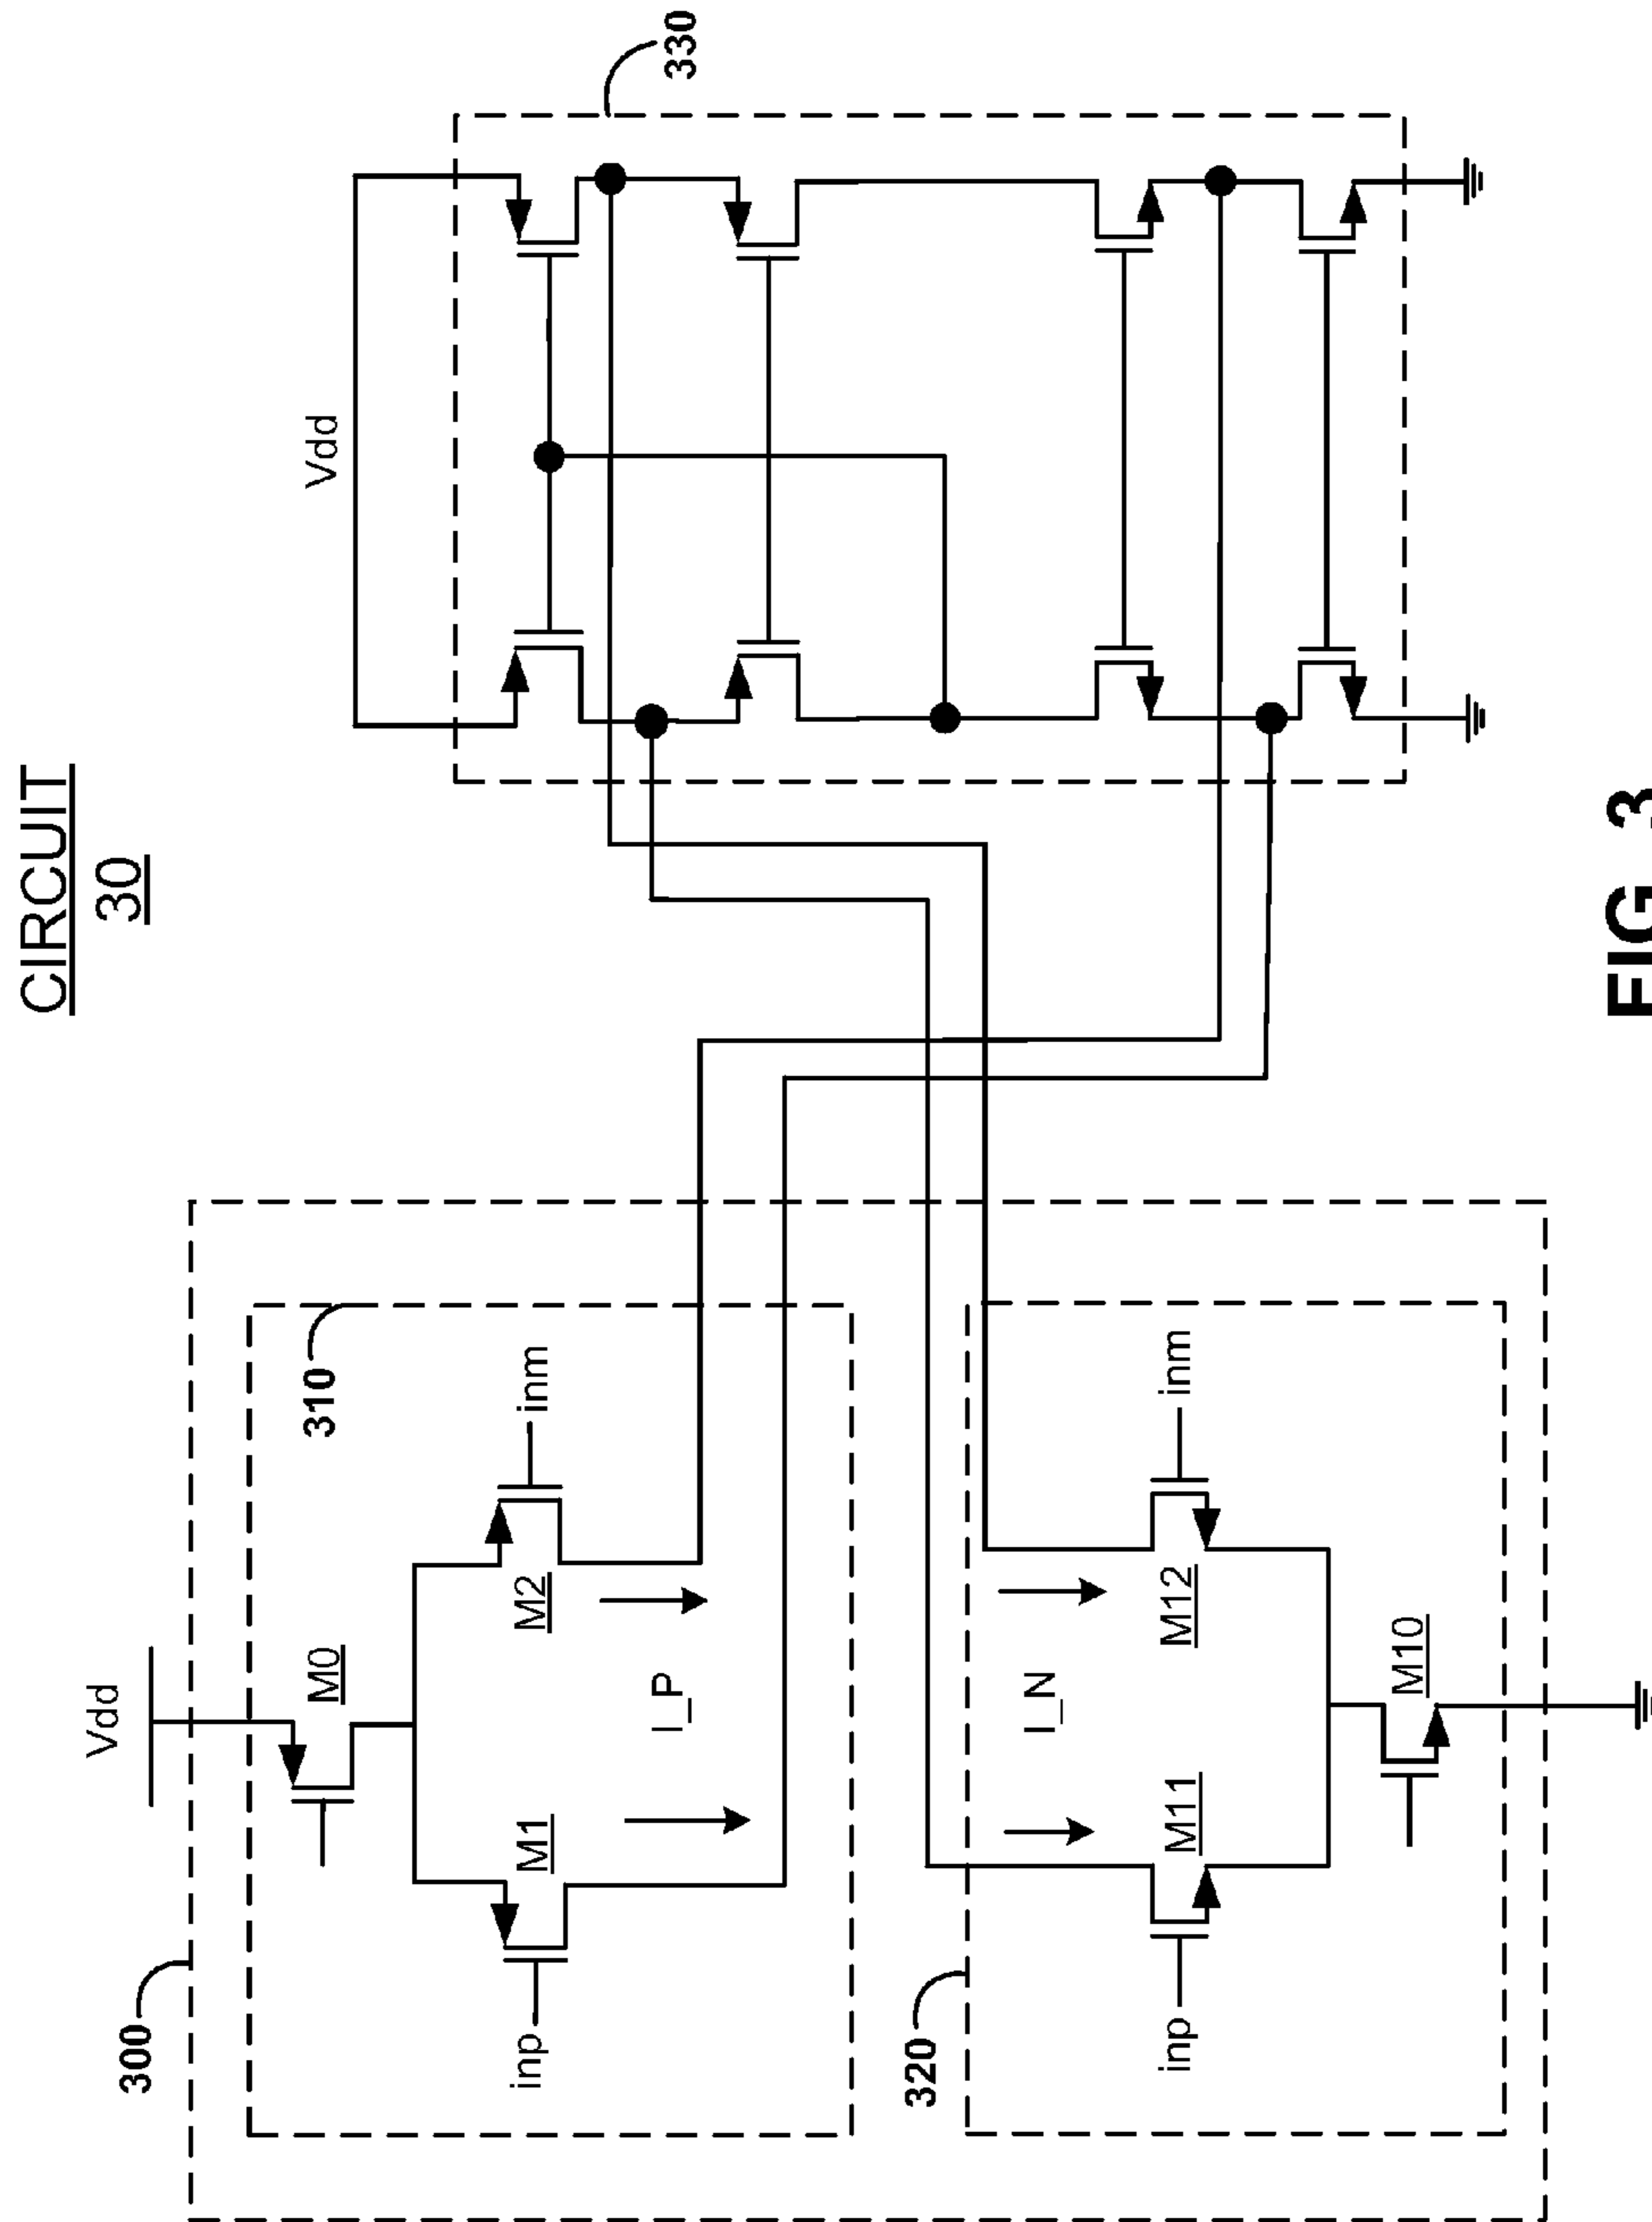 CIRCUIT
30
Vdd
330
300
Vdd
310
M0
inp
M1
M2
inm
I_P
320
I_N
inp
M11
M12
inm
M10
FIG. 3